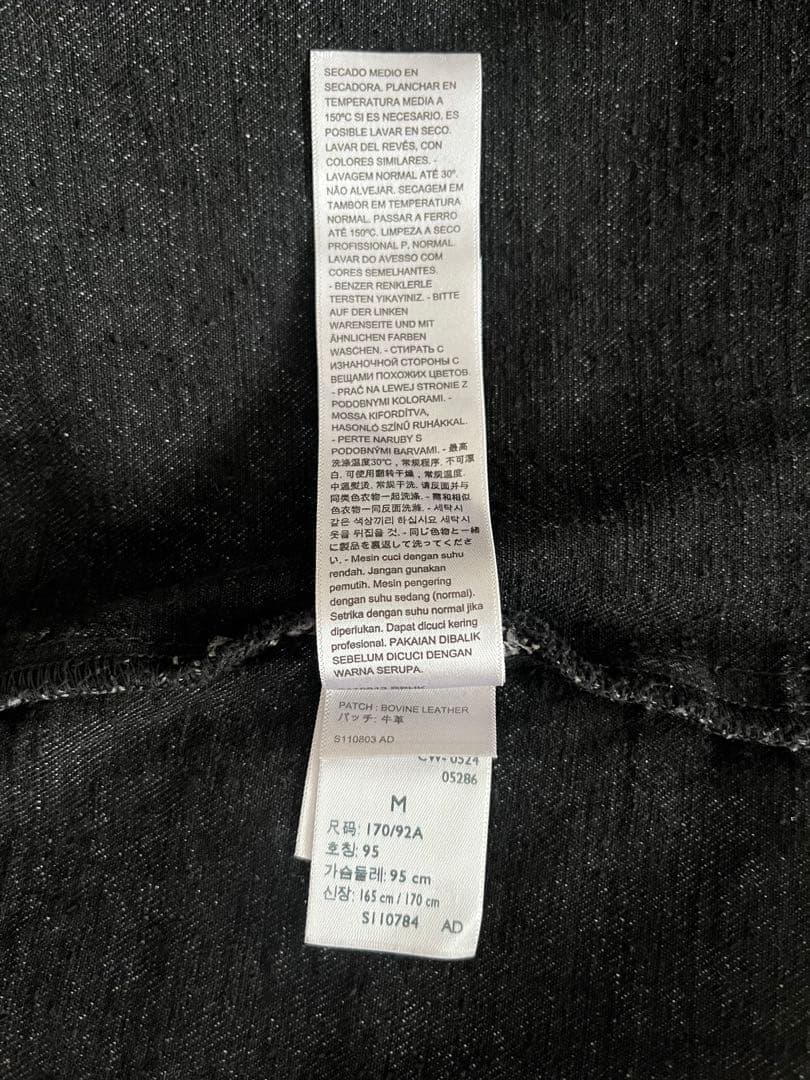 SECADO MEDIO EN
SECADORA. PLANCHAR EN
TEMPERATURA MEDIA A
150ºC SI ES NECESARIO. ES
POSIBLE LAVAR EN SECO.
LAVAR DEL REVÉS, CON
COLORES SIMILARES. -
LAVAGEM NORMAL ATÉ 30º.
NÃO ALVEJAR. SECAGEM EM
TAMBOR EM TEMPERATURA
NORMAL. PASSAR A FERRO
ATÉ 150ºC. LIMPEZA A SECO
PROFISSIONAL P, NORMAL.
LAVAR DO AVESSO COM
CORES SEMELHANTES.
- BENZER RENKLERLE
TERSTEN YIKAYINIZ. - BITTE
AUF DER LINKEN
WARENSEITE UND MIT
ÄHNLICHEN FARBEN
WASCHEN. - СТИРАТЬ С
ИЗНАНОЧНОЙ СТОРОНЫ С
ВЕЩАМИ ПОХОЖИХ ЦВЕТОВ.
- PRAĆ NA LEWEJ STRONIE Z
PODOBNYMI KOLORAMI. -
MOSSA KIFORDÍTVA,
HASONLÓ SZÍNŰ RUHÁKKAL.
- PERTE NARUBY S
PODOBNÝMI BARVAMI. - 最高
洗涤温度30℃，常规程序. 不可漂
白. 可使用翻转干燥，常规温度.
中温熨烫. 常规干洗. 请反面并与
同类色衣物一起洗涤. - 需和相似
色衣物一同反面洗滌. - 세탁시
같은 색상끼리 하십시요 세탁시
옷을 뒤집을 것. - 同じ色物と一緒
に製品を裏返して洗ってくださ
い. - Mesin cuci dengan suhu
rendah. Jangan gunakan
pemutih. Mesin pengering
dengan suhu sedang (normal).
Setrika dengan suhu normal jika
diperlukan. Dapat dicuci kering
profesional. PAKAIAN DIBALIK
SEBELUM DICUCI DENGAN
WARNA SERUPA.
PATCH : BOVINE LEATHER
パッチ: 牛革
S110803 AD
CW- 0524
05286
M
尺码: 170/92A
호칭: 95
가슴둘레: 95 cm
신장: 165 cm / 170 cm
S110784 AD